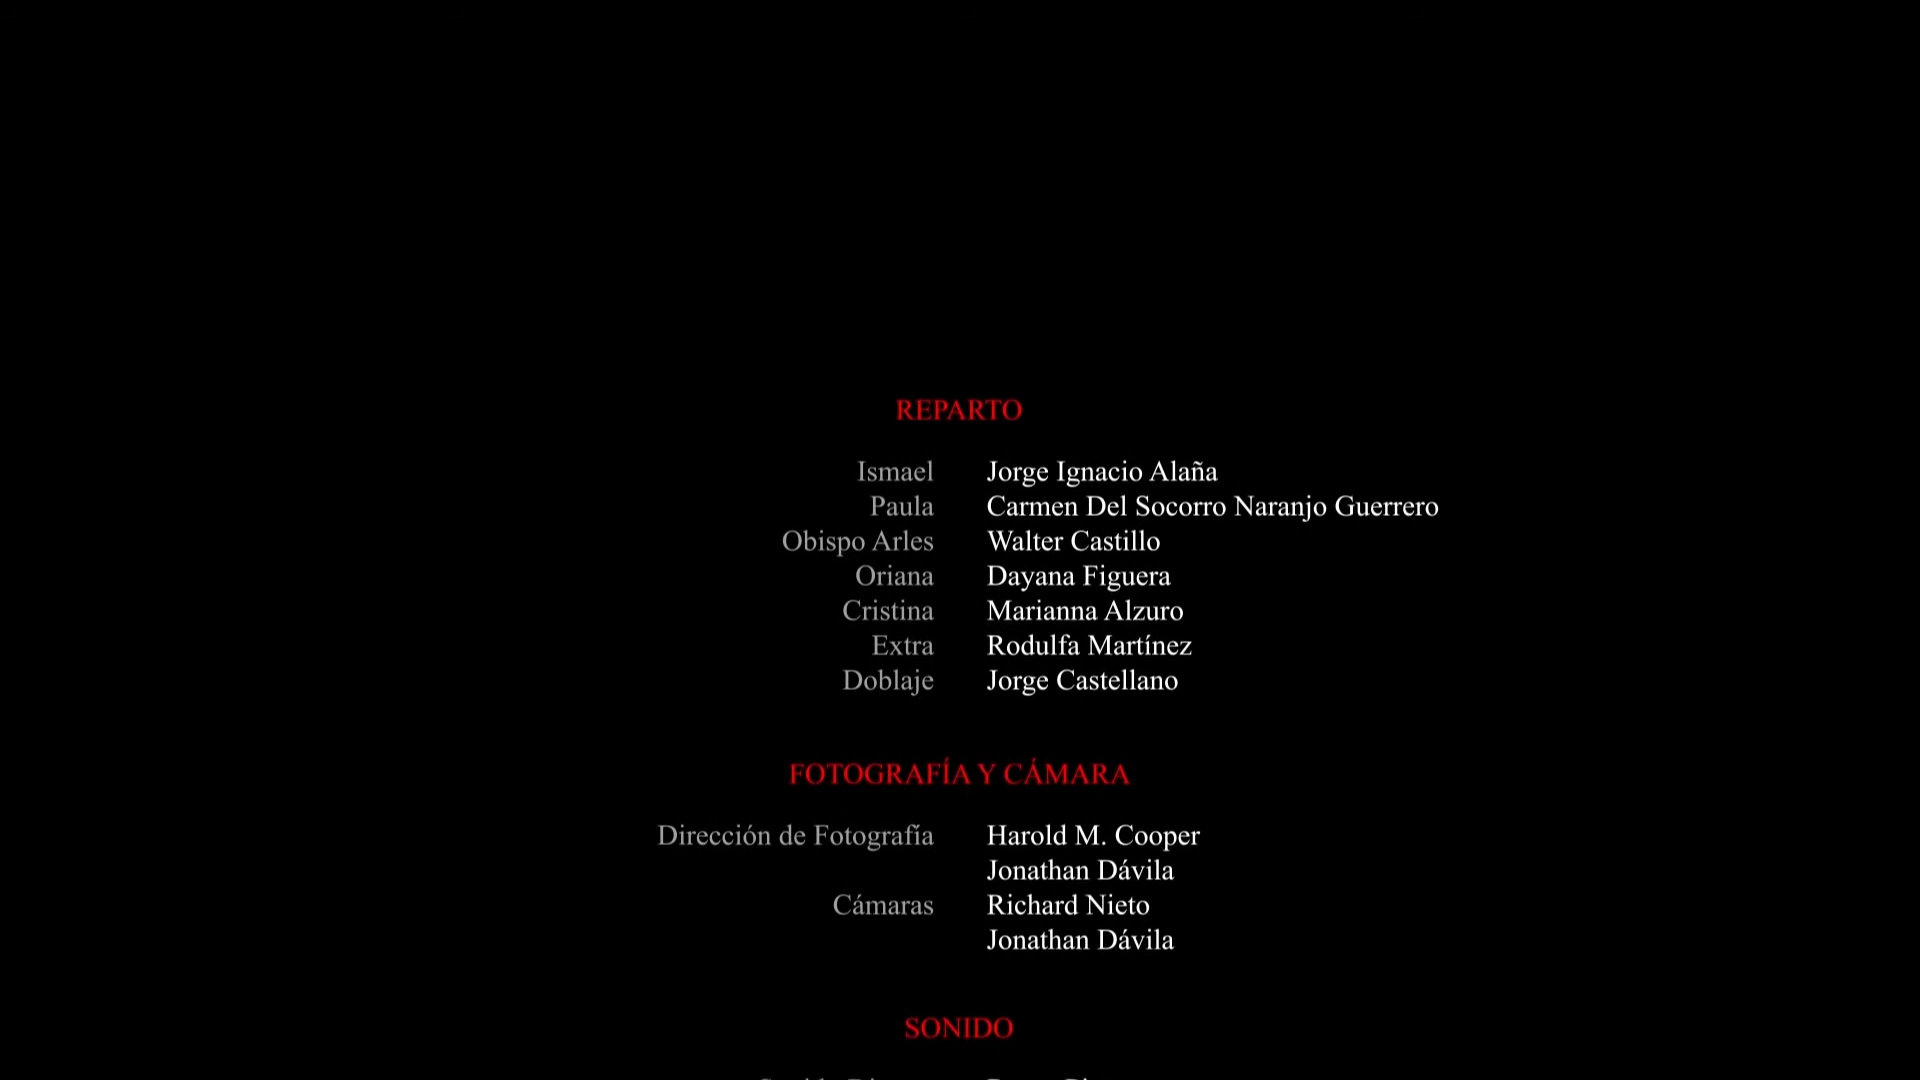 REPARTO
Ismael Jorge Ignacio Alaña
Paula Carmen Del Socorro Naranjo Guerrero
Obispo Arles Walter Castillo
Oriana Dayana Figuera
Cristina Marianna Alzuro
Extra Rodulfa Martínez
Doblaje Jorge Castellano
FOTOGRAFÍA Y CÁMARA
Dirección de Fotografía Harold M. Cooper
Jonathan Dávila
Cámaras Richard Nieto
Jonathan Dávila
SONIDO